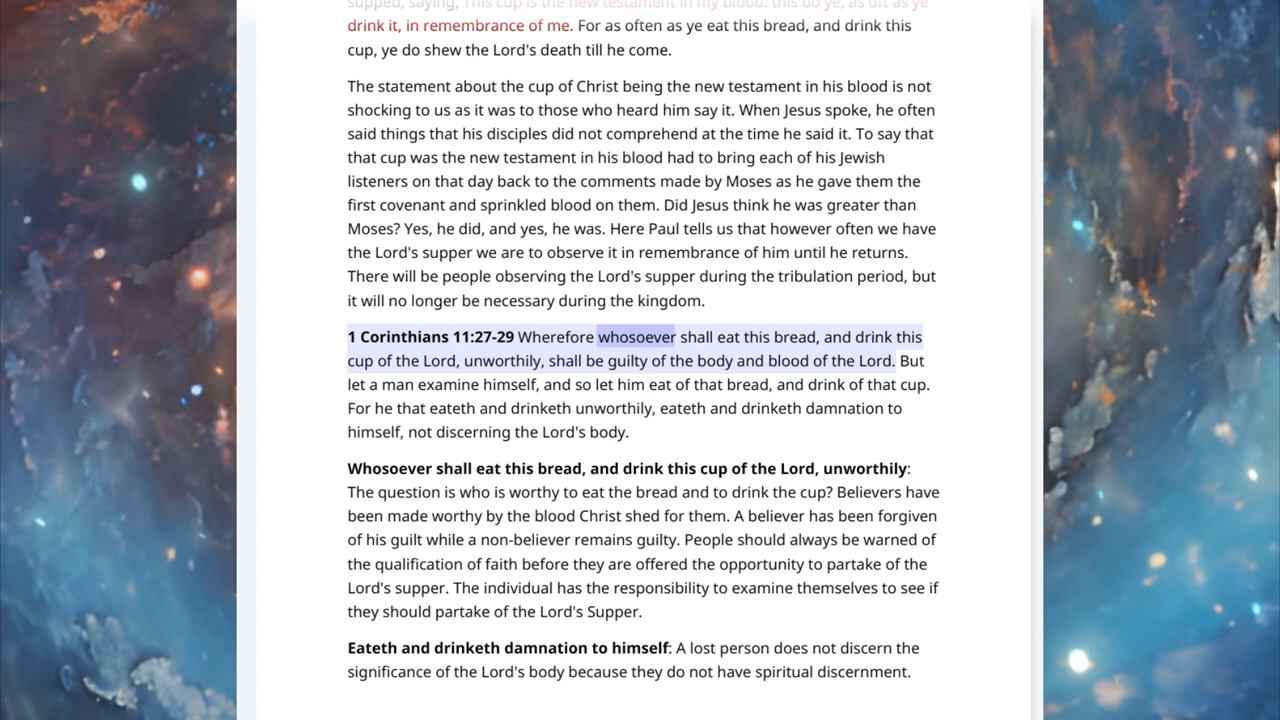 supped, saying, This cup is the new testament in my blood: this do ye, as oft as ye
drink it, in remembrance of me. For as often as ye eat this bread, and drink this
cup, ye do shew the Lord's death till he come.
The statement about the cup of Christ being the new testament in his blood is not
shocking to us as it was to those who heard him say it. When Jesus spoke, he often
said things that his disciples did not comprehend at the time he said it. To say that
that cup was the new testament in his blood had to bring each of his Jewish
listeners on that day back to the comments made by Moses as he gave them the
first covenant and sprinkled blood on them. Did Jesus think he was greater than
Moses? Yes, he did, and yes, he was. Here Paul tells us that however often we have
the Lord's supper we are to observe it in remembrance of him until he returns.
There will be people observing the Lord's supper during the tribulation period, but
it will no longer be necessary during the kingdom.
1 Corinthians 11:27-29 Wherefore whosoever shall eat this bread, and drink this
cup of the Lord, unworthily, shall be guilty of the body and blood of the Lord. But
let a man examine himself, and so let him eat of that bread, and drink of that cup.
For he that eateth and drinketh unworthily, eateth and drinketh damnation to
himself, not discerning the Lord's body.
Whosoever shall eat this bread, and drink this cup of the Lord, unworthily:
The question is who is worthy to eat the bread and to drink the cup? Believers have
been made worthy by the blood Christ shed for them. A believer has been forgiven
of his guilt while a non-believer remains guilty. People should always be warned of
the qualification of faith before they are offered the opportunity to partake of the
Lord's supper. The individual has the responsibility to examine themselves to see if
they should partake of the Lord's Supper.
Eateth and drinketh damnation to himself: A lost person does not discern the
significance of the Lord's body because they do not have spiritual discernment.